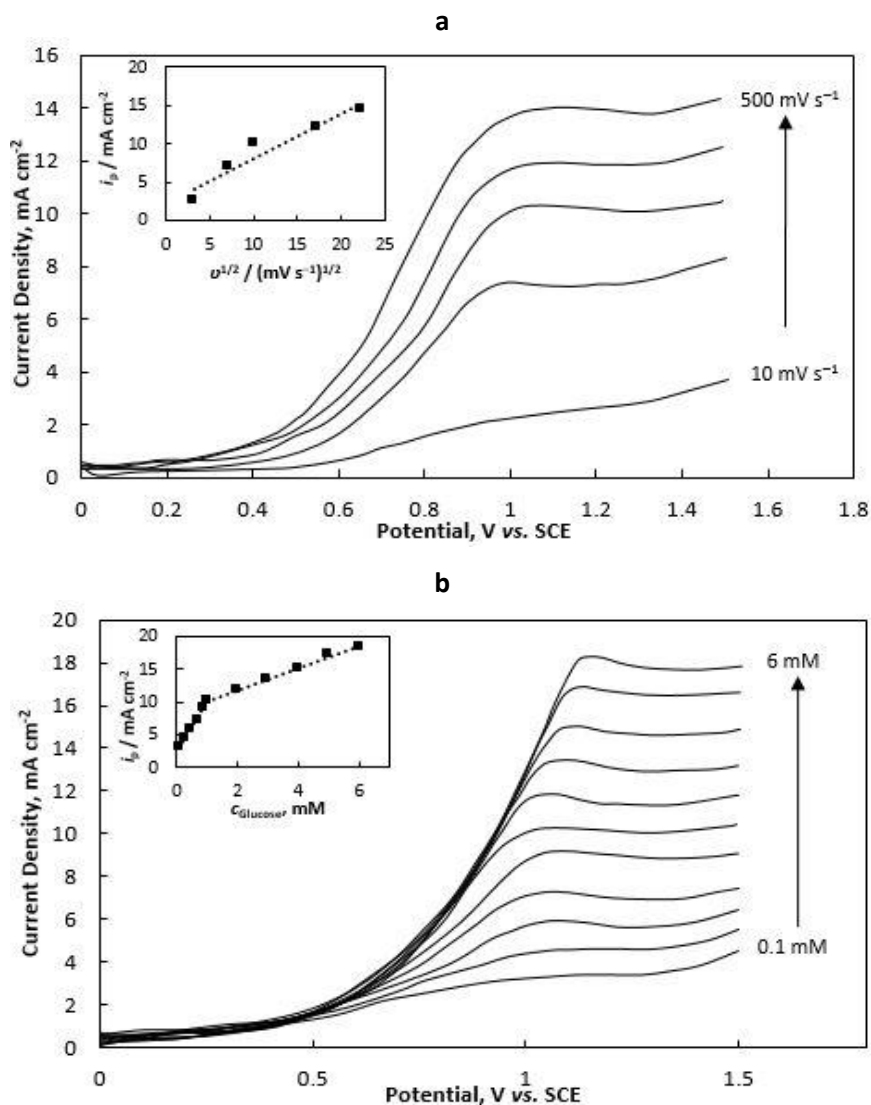 a
16
14
12
10
8
6
4
2
0
Current Density, mA cm⁻²
0 0.2 0.4 0.6 0.8 1 1.2 1.4 1.6 1.8
Potential, V vs. SCE
20
15
10
5
0
iₚ / mA cm⁻²
0 5 10 15 20 25
υ¹ᐟ² / (mV s⁻¹)¹ᐟ²
500 mV s⁻¹
10 mV s⁻¹
b
20
18
16
14
12
10
8
6
4
2
0
Current Density, mA cm⁻²
0 0.5 1 1.5
Potential, V vs. SCE
20
15
10
5
0
iₚ / mA cm⁻²
0 2 4 6
cGlucose, mM
6 mM
0.1 mM